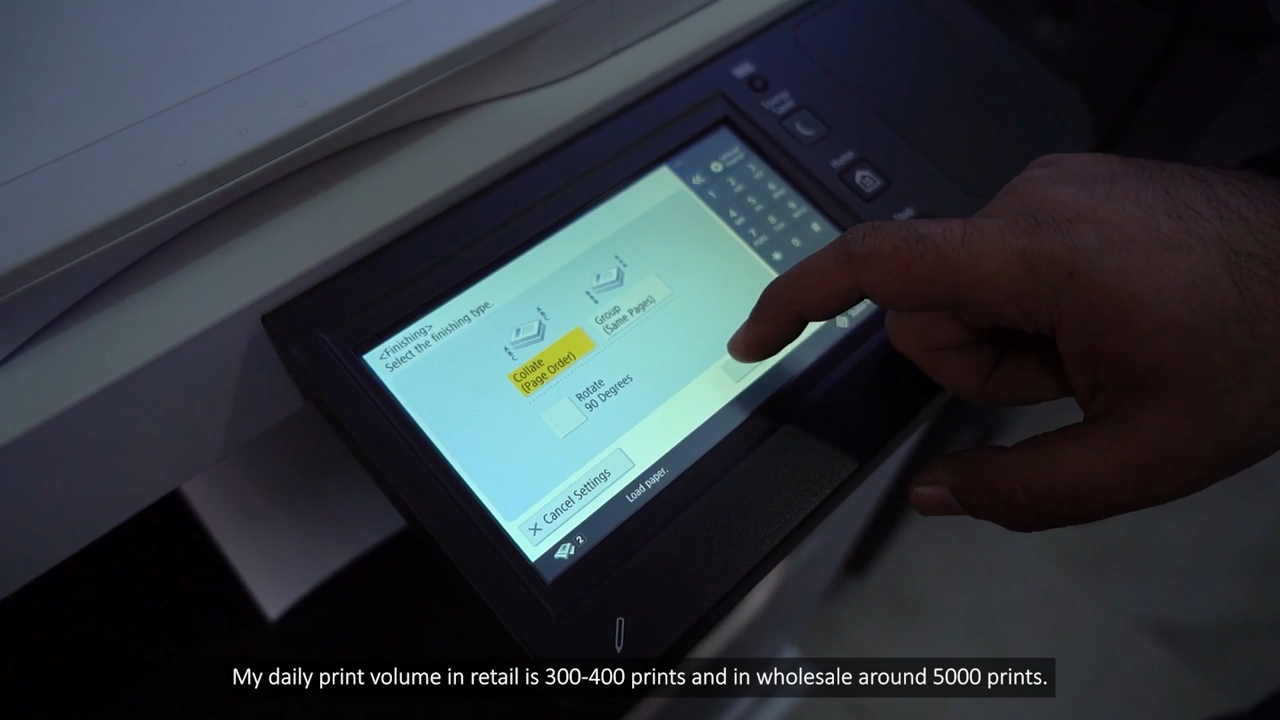 <Finishing>
Select the finishing type.
Collate
(Page Order)
Group
(Same Pages)
Rotate
90 Degrees
× Cancel Settings
Load paper.
2
Home
My daily print volume in retail is 300-400 prints and in wholesale around 5000 prints.